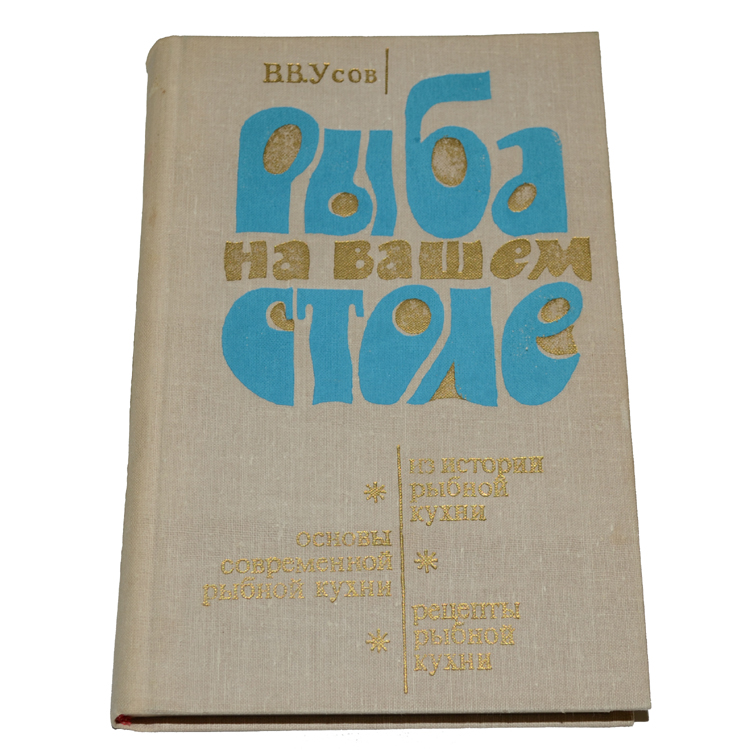 В.В.Усов
Рыба
на вашем
столе
из истории
рыбной
кухни
основы
современной
рыбной кухни
рецепты
рыбной
кухни